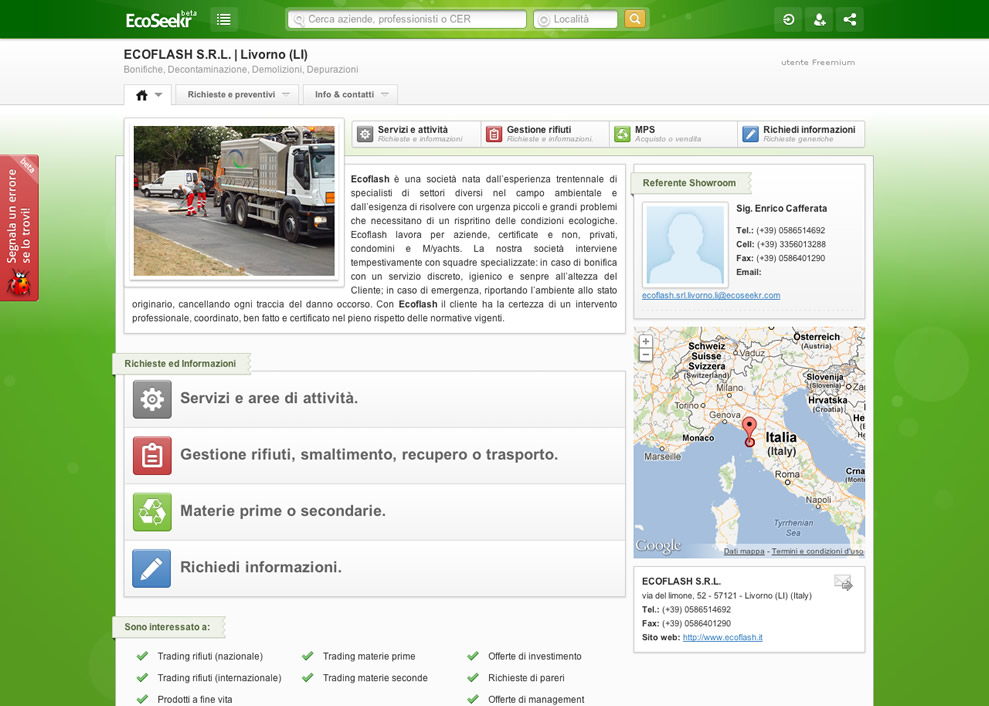 EcoSeekr beta
Cerca aziende, professionisti o CER
Località
ECOFLASH S.R.L. | Livorno (LI)
Bonifiche, Decontaminazione, Demolizioni, Depurazioni
utente Freemium
Richieste e preventivi
Info & contatti
Segnala un errore
se lo trovi!
beta
Servizi e attività
Richieste e informazioni
Gestione rifiuti
Richieste e informazioni.
MPS
Acquisto o vendita
Richiedi informazioni
Richieste generiche
Ecoflash è una società nata dall`esperienza trentennale di
specialisti di settori diversi nel campo ambientale e
dall`esigenza di risolvere con urgenza piccoli e grandi problemi
che necessitano di un rispritino delle condizioni ecologiche.
Ecoflash lavora per aziende, certificate e non, privati,
condomini e M/yachts. La nostra società interviene
tempestivamente con squadre specializzate: in caso di bonifica
con un servizio discreto, igienico e senpre all`altezza del
Cliente; in caso di emergenza, riportando l`ambiente allo stato
originario, cancellando ogni traccia del danno occorso. Con Ecoflash il cliente ha la certezza di un intervento
professionale, coordinato, ben fatto e certificato nel pieno rispetto delle normative vigenti.
Referente Showroom
Sig. Enrico Cafferata
Tel.: (+39) 0586514692
Cell: (+39) 3356013288
Fax: (+39) 0586401290
Email:
ecoflash.srl.livorno.li@ecoseekr.com
Richieste ed Informazioni
Servizi e aree di attività.
Gestione rifiuti, smaltimento, recupero o trasporto.
Materie prime o secondarie.
Richiedi informazioni.
+
−
Österreich
(Austria)
Schweiz
Suisse
Svizzera
(Switzerland)
Vaduz
Slovenija
(Slovenia)
Za
Milano
Hrvatska
(Croatia)
Torino
Genova
He
Monaco
Marseille
Italia
(Italy)
Roma
Crna
(Mont
Napoli
Tyrrhenian
Sea
Google
Dati mappa - Termini e condizioni d'uso
ECOFLASH S.R.L.
via del limone, 52 - 57121 - Livorno (LI) (Italy)
Tel.: (+39) 0586514692
Fax: (+39) 0586401290
Sito web: http://www.ecoflash.it
Sono interessato a:
Trading rifiuti (nazionale)
Trading materie prime
Offerte di investimento
Trading rifiuti (internazionale)
Trading materie seconde
Richieste di pareri
Prodotti a fine vita
Offerte di management